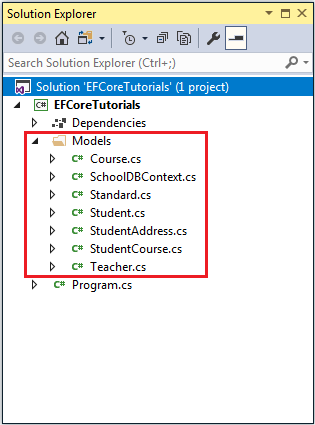 Solution Explorer
Search Solution Explorer (Ctrl+;)
Solution 'EFCoreTutorials' (1 project)
C# EFCoreTutorials
Dependencies
Models
C# Course.cs
C# SchoolDBContext.cs
C# Standard.cs
C# Student.cs
C# StudentAddress.cs
C# StudentCourse.cs
C# Teacher.cs
C# Program.cs